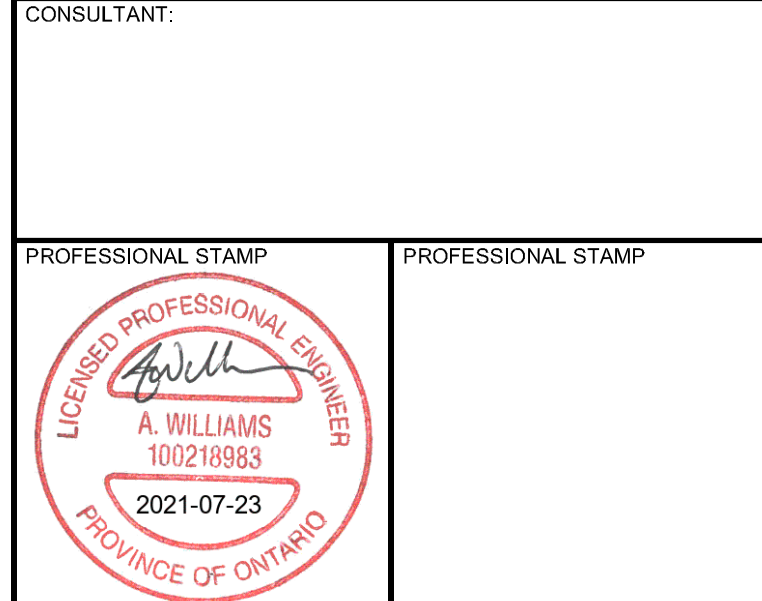 CONSULTANT:
PROFESSIONAL STAMP
PROFESSIONAL STAMP
LICENSED PROFESSIONAL ENGINEER
A. WILLIAMS
100218983
2021-07-23
PROVINCE OF ONTARIO